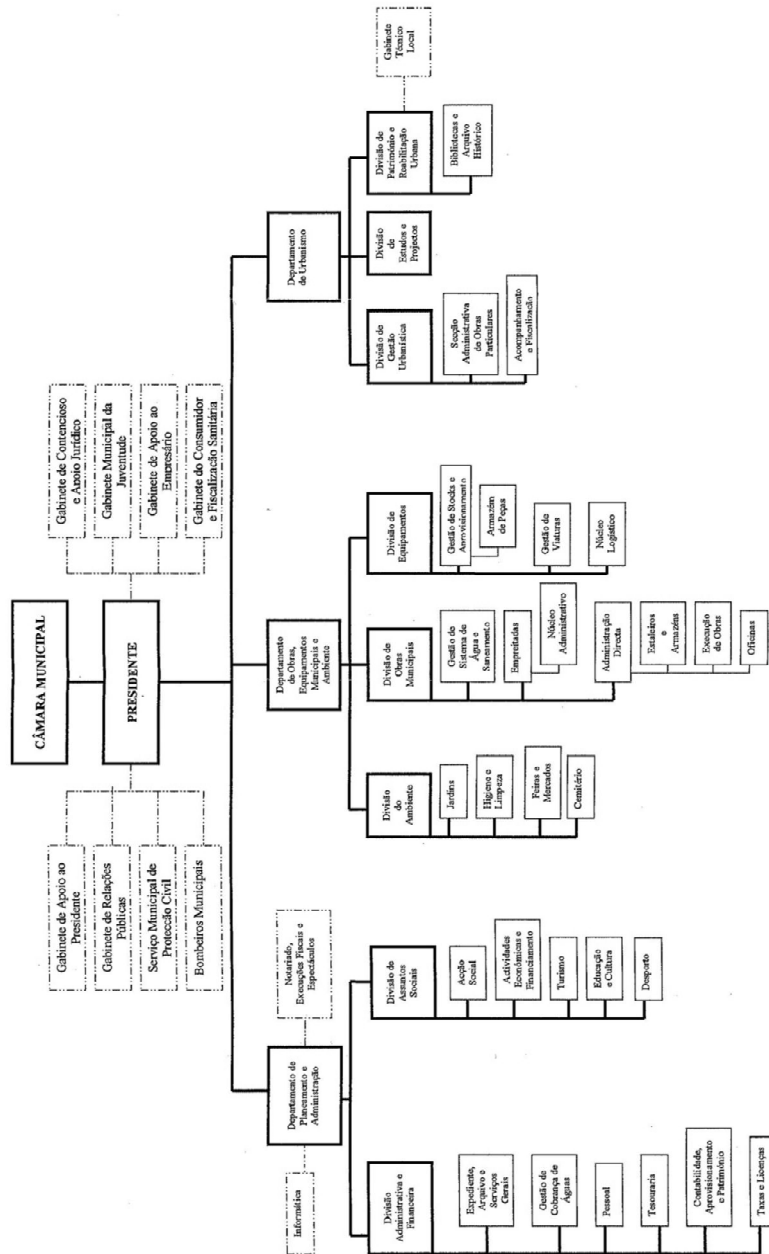 CÂMARA MUNICIPAL
PRESIDENTE
Gabinete de Apoio ao
Presidente
Gabinete de Relações
Públicas
Serviço Municipal de
Protecção Civil
Bombeiros Municipais
Gabinete de Contencioso
e Apoio Jurídico
Gabinete Municipal da
Juventude
Gabinete de Apoio ao
Empresário
Gabinete do Consumidor
e Fiscalização Sanitária
Informática
Departamento de
Planeamento e
Administração
Notariado,
Execuções Fiscais e
Espectáculos
Divisão
Administrativa e
Financeira
Expediente,
Arquivo e
Serviços
Gerais
Gestão de
Cobrança de
Águas
Pessoal
Tesouraria
Contabilidade,
Aprovisionamento
e Património
Taxas e Licenças
Divisão de
Assuntos
Sociais
Acção
Social
Actividades
Económicas e
Financiamento
Turismo
Educação
e Cultura
Desporto
Departamento
de Obras,
Equipamentos
Municipais e
Ambiente
Divisão
do
Ambiente
Jardins
Higiene e
Limpeza
Feiras e
Mercados
Cemitério
Divisão de
Obras
Municipais
Gestão de
Sistema de
Água e
Saneamento
Empreitadas
Núcleo
Administrativo
Administração
Directa
Estaleiros
e
Armazéns
Execução
de Obras
Oficinas
Divisão de
Equipamentos
Gestão de Stocks e
Aprovisionamento
Armazém
de Peças
Gestão de
Viaturas
Núcleo
Logístico
Departamento
de Urbanismo
Divisão de
Gestão
Urbanística
Secção
Administrativa
de Obras
Particulares
Acompanhamento
e Fiscalização
Divisão
de
Estudos e
Projectos
Divisão de
Património e
Reabilitação
Urbana
Bibliotecas e
Arquivo
Histórico
Gabinete
Técnico
Local